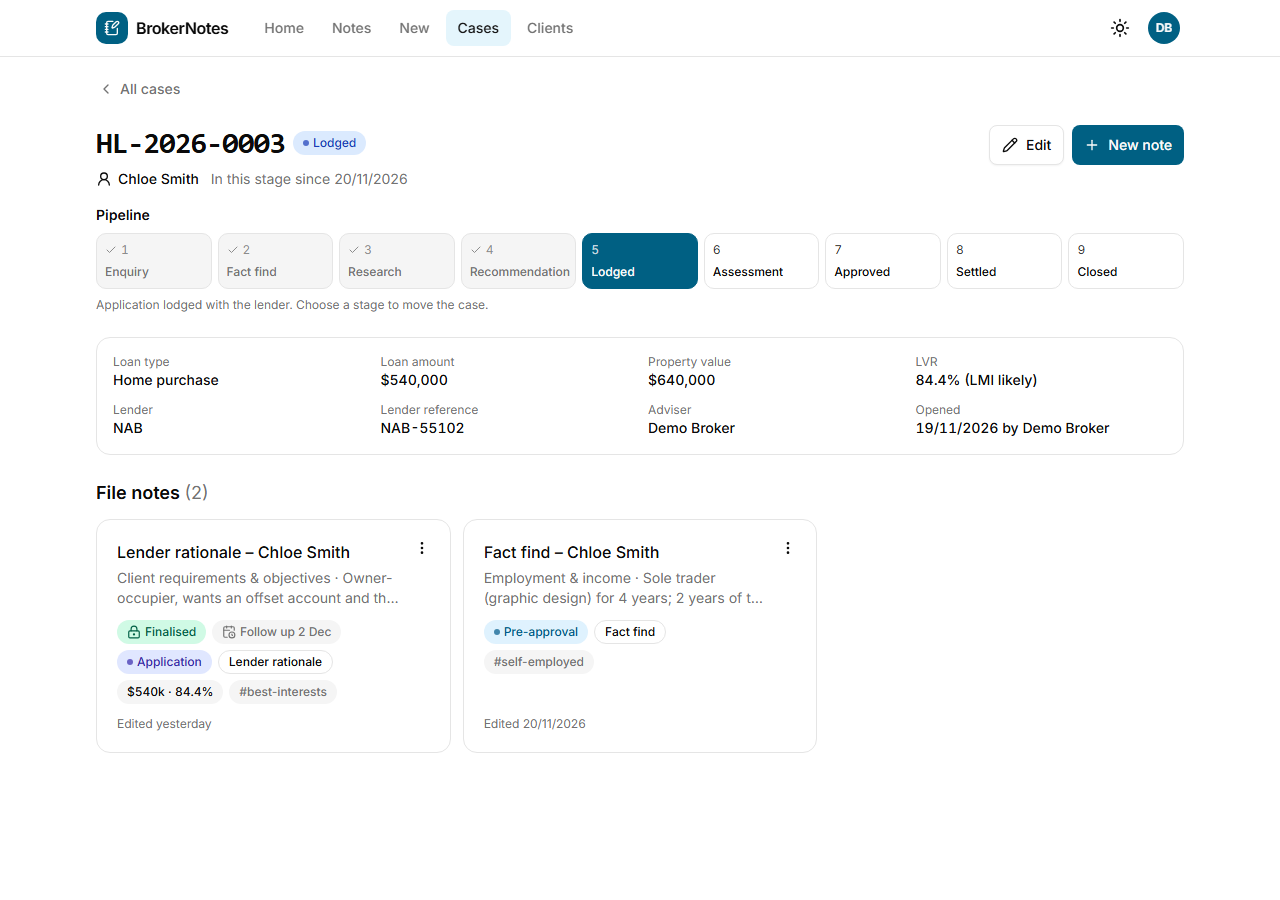 BrokerNotes Home Notes New Cases Clients DB
All cases
HL-2026-0003 Lodged Edit New note
Chloe Smith In this stage since 20/11/2026
Pipeline
1 2 3 4 5 6 7 8 9
Enquiry Fact find Research Recommendation Lodged Assessment Approved Settled Closed
Application lodged with the lender. Choose a stage to move the case.
Loan type Loan amount Property value LVR
Home purchase $540,000 $640,000 84.4% (LMI likely)
Lender Lender reference Adviser Opened
NAB NAB-55102 Demo Broker 19/11/2026 by Demo Broker
File notes (2)
Lender rationale – Chloe Smith
Client requirements & objectives · Owner-
occupier, wants an offset account and th...
Finalised Follow up 2 Dec
Application Lender rationale
$540k · 84.4% #best-interests
Edited yesterday
Fact find – Chloe Smith
Employment & income · Sole trader
(graphic design) for 4 years; 2 years of t...
Pre-approval Fact find
#self-employed
Edited 20/11/2026